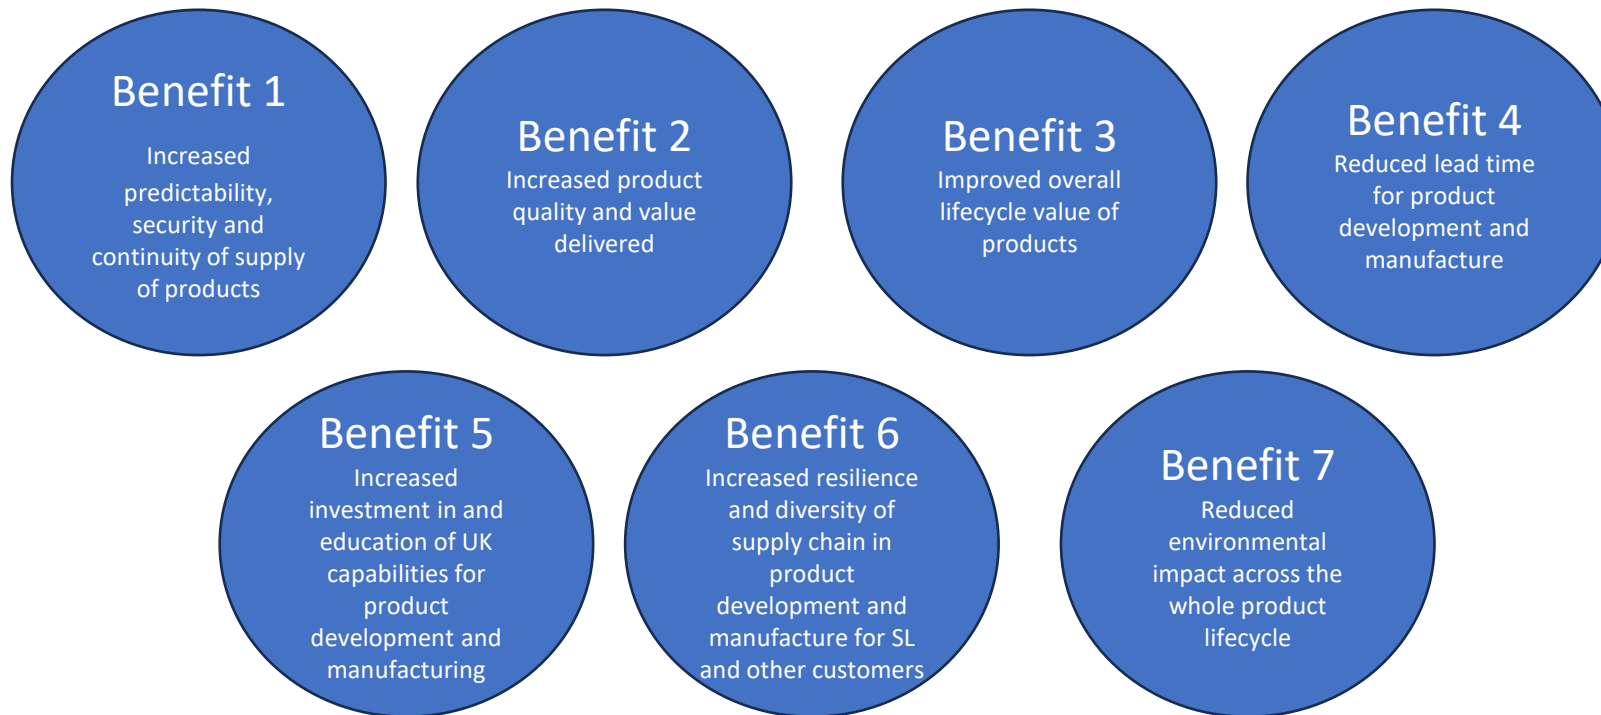 Benefit 1
Increased
predictability,
security and
continuity of supply
of products
Benefit 2
Increased product
quality and value
delivered
Benefit 3
Improved overall
lifecycle value of
products
Benefit 4
Reduced lead time
for product
development and
manufacture
Benefit 5
Increased
investment in and
education of UK
capabilities for
product
development and
manufacturing
Benefit 6
Increased resilience
and diversity of
supply chain in
product
development and
manufacture for SL
and other customers
Benefit 7
Reduced
environmental
impact across the
whole product
lifecycle